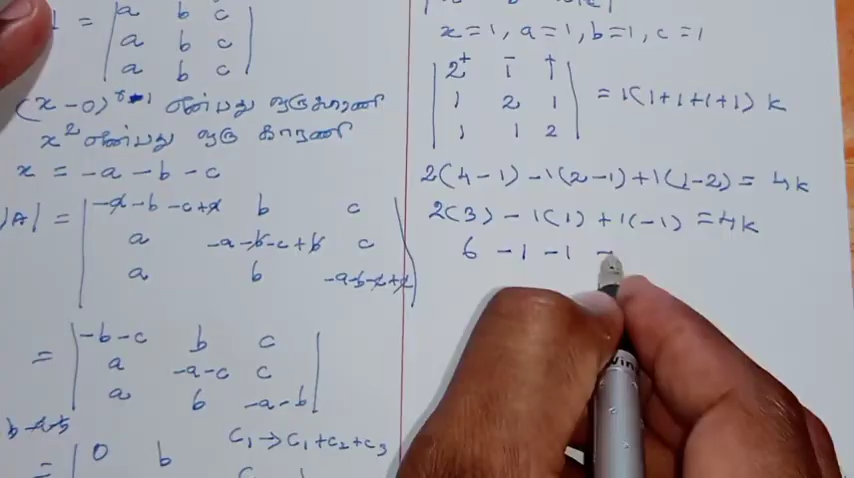 = | a b c |
| a b c |
| a b c |
(x-0)^{r-1} என்பது ஒரு காரணி
x² என்பது ஒரு காரணி
x = -a - b - c
|A| = | -a-b-c+a b c |
| a -a-b-c+b c |
| a b -a-b-c+c |
= | -b-c b c |
| a -a-c c |
| a b -a-b |
C₁→C₁+C₂+C₃
= | 0 b
x=1, a=1, b=1, c=1
| 2⁺ 1⁻ 1⁺ |
| 1 2 1 | = 1(1+1+1+1) k
| 1 1 2 |
2(4-1) -1(2-1) +1(1-2) = 4k
2(3) - 1(1) + 1(-1) = 4k
6 -1 -1